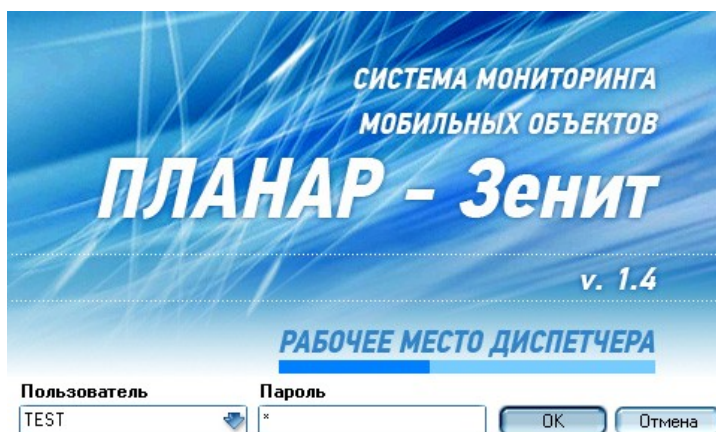 СИСТЕМА МОНИТОРИНГА
МОБИЛЬНЫХ ОБЪЕКТОВ
ПЛАНАР - Зенит
v. 1.4
РАБОЧЕЕ МЕСТО ДИСПЕТЧЕРА
Пользователь Пароль
TEST * OK Отмена